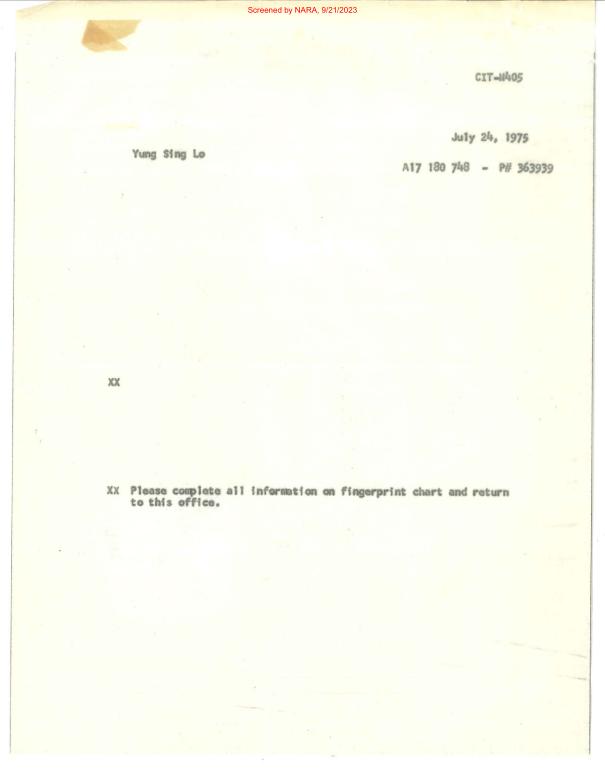 Screened by NARA, 9/21/2023
CIT-N405
July 24, 1975
Yung Sing Lo
A17 180 748 - P# 363939
XX
XX Please complete all information on fingerprint chart and return
to this office.